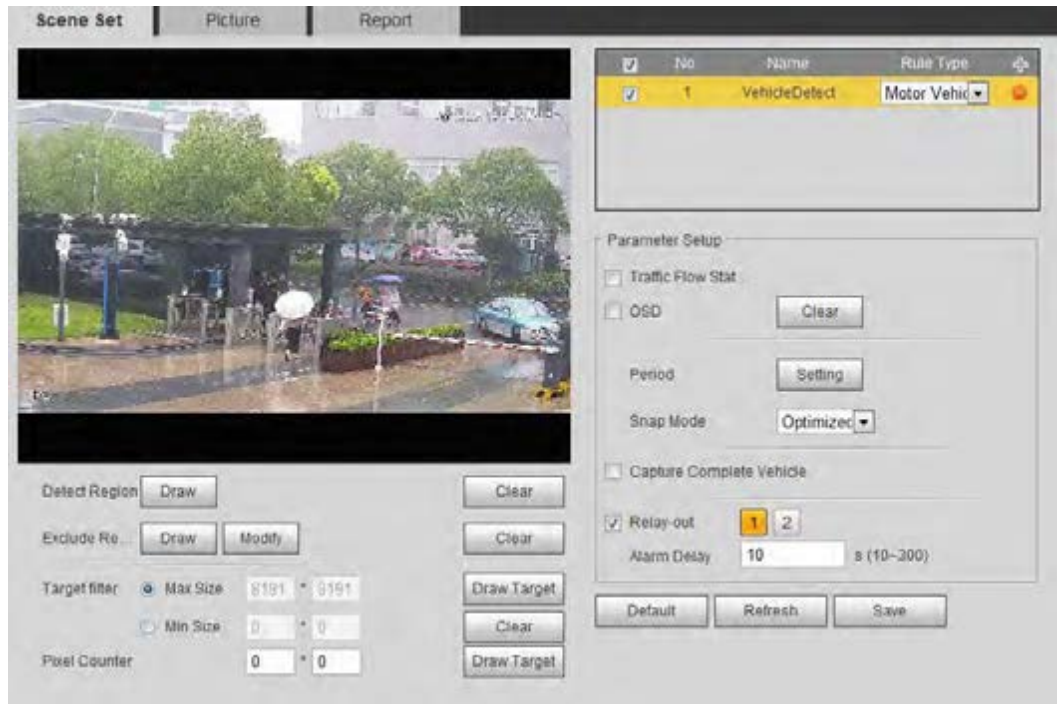 Scene Set Picture Report
No Name Rule Type
1 VehicleDetect Motor Vehic
Parameter Setup
Traffic Flow Stat
OSD Clear
Period Setting
Snap Mode Optimized
Capture Complete Vehicle
Relay-out 1 2
Alarm Delay 10 s (10~300)
Default Refresh Save
Detect Region Draw Clear
Exclude Re... Draw Modify Clear
Target filter Max Size 8191 * 8191 Draw Target
Min Size 0 * 0 Clear
Pixel Counter 0 * 0 Draw Target